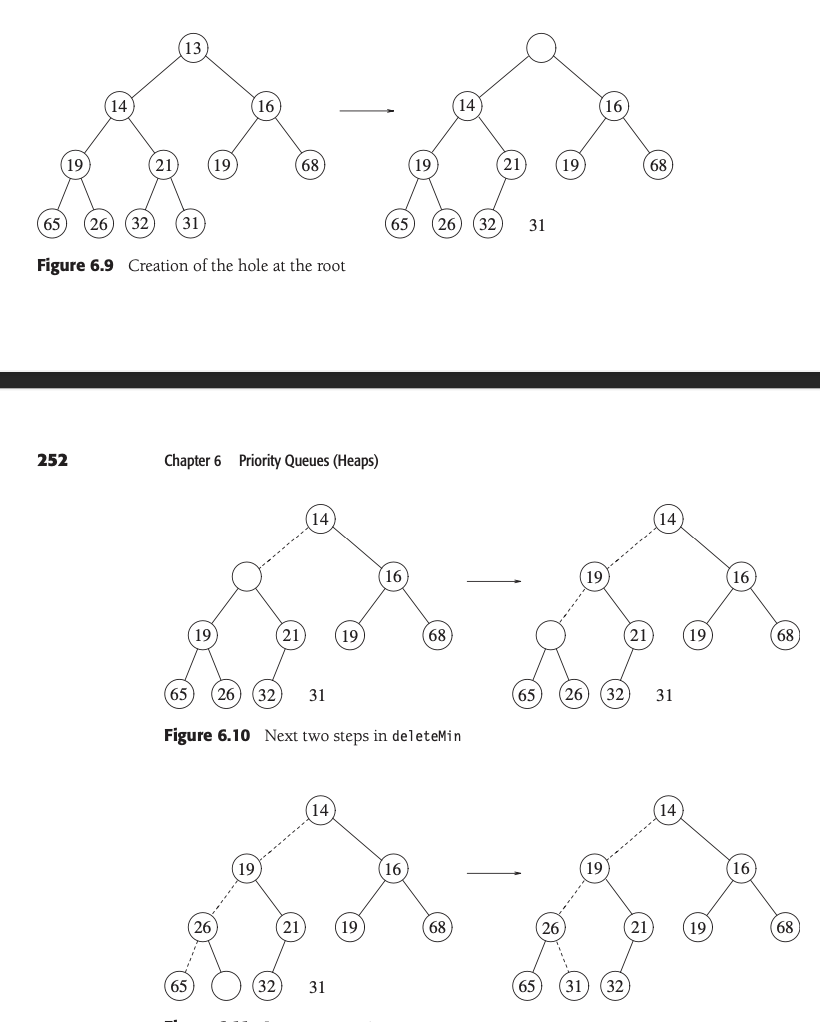 13
14 16 14 16
19 21 19 68 19 21 19 68
65 26 32 31 65 26 32 31
Figure 6.9 Creation of the hole at the root
252 Chapter 6 Priority Queues (Heaps)
14 14
16 19 16
19 21 19 68 21 19 68
65 26 32 31 65 26 32 31
Figure 6.10 Next two steps in deleteMin
14 14
19 16 19 16
26 21 19 68 26 21 19 68
65 32 31 65 31 32